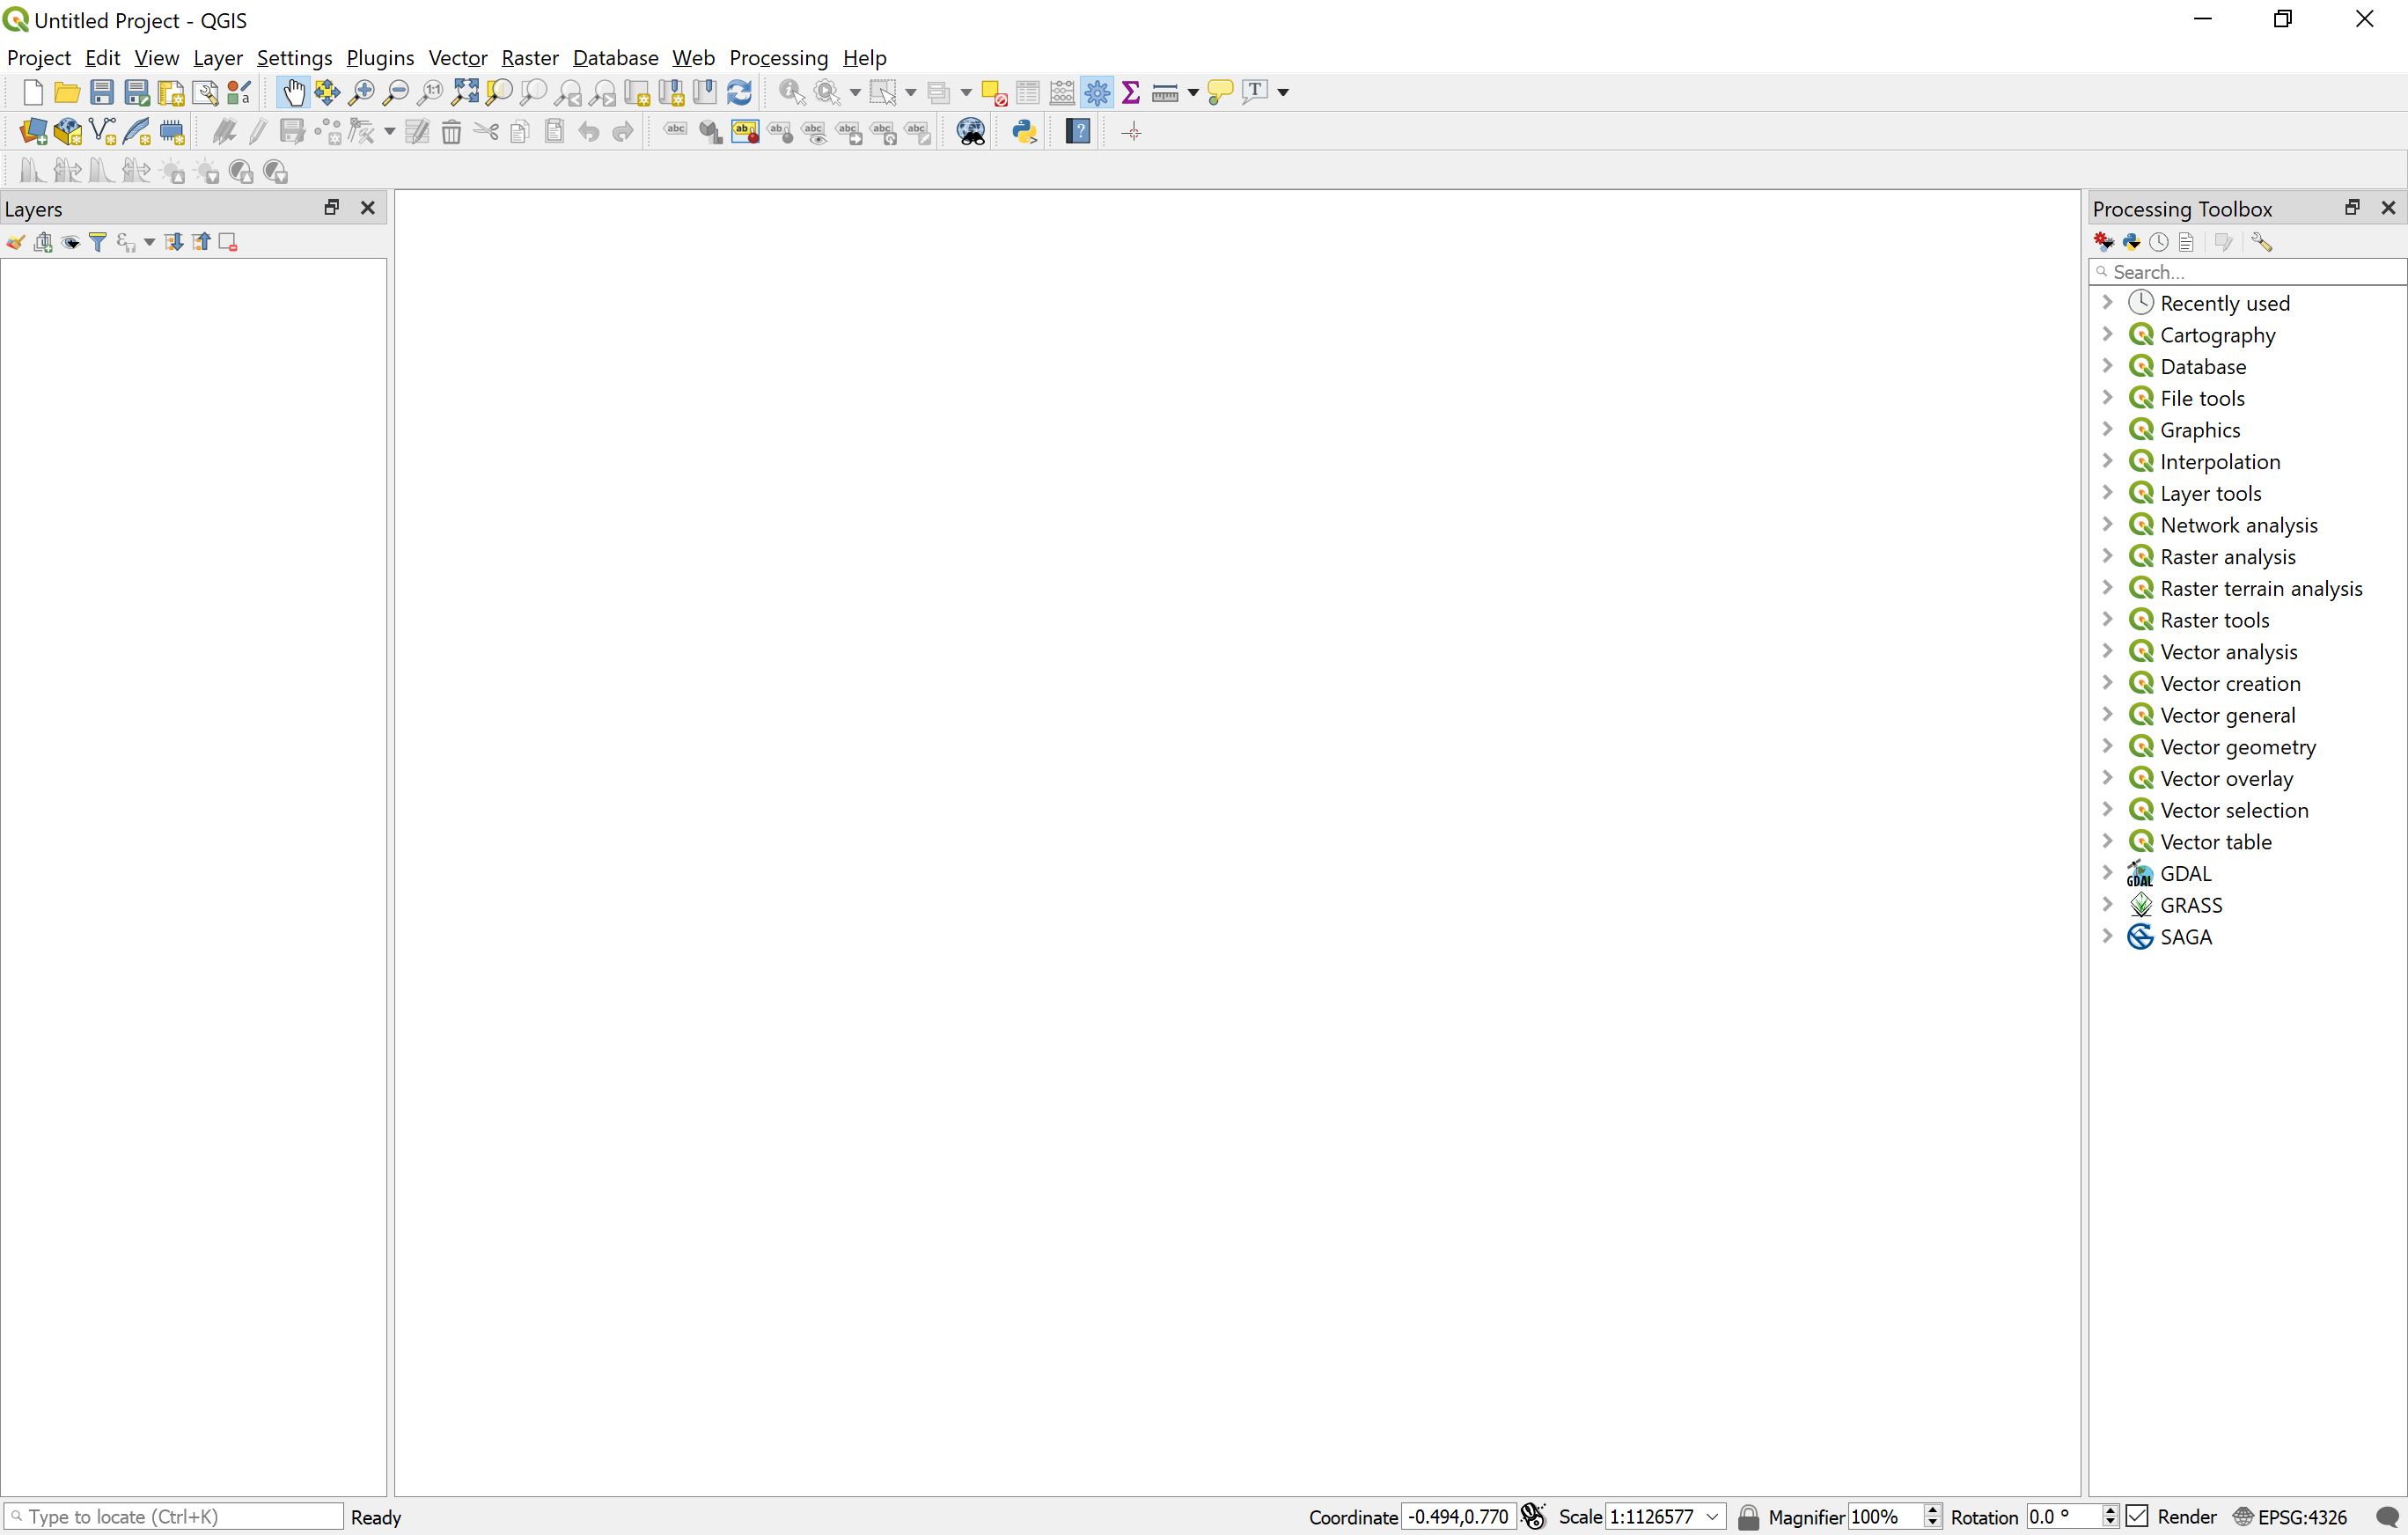 Untitled Project - QGIS
Project Edit View Layer Settings Plugins Vector Raster Database Web Processing Help
Layers
Processing Toolbox
Search...
Recently used
Cartography
Database
File tools
Graphics
Interpolation
Layer tools
Network analysis
Raster analysis
Raster terrain analysis
Raster tools
Vector analysis
Vector creation
Vector general
Vector geometry
Vector overlay
Vector selection
Vector table
GDAL GDAL
GRASS
SAGA
Type to locate (Ctrl+K) Ready Coordinate -0.494,0.770 Scale 1:1126577 Magnifier 100% Rotation 0.0 ° Render EPSG:4326